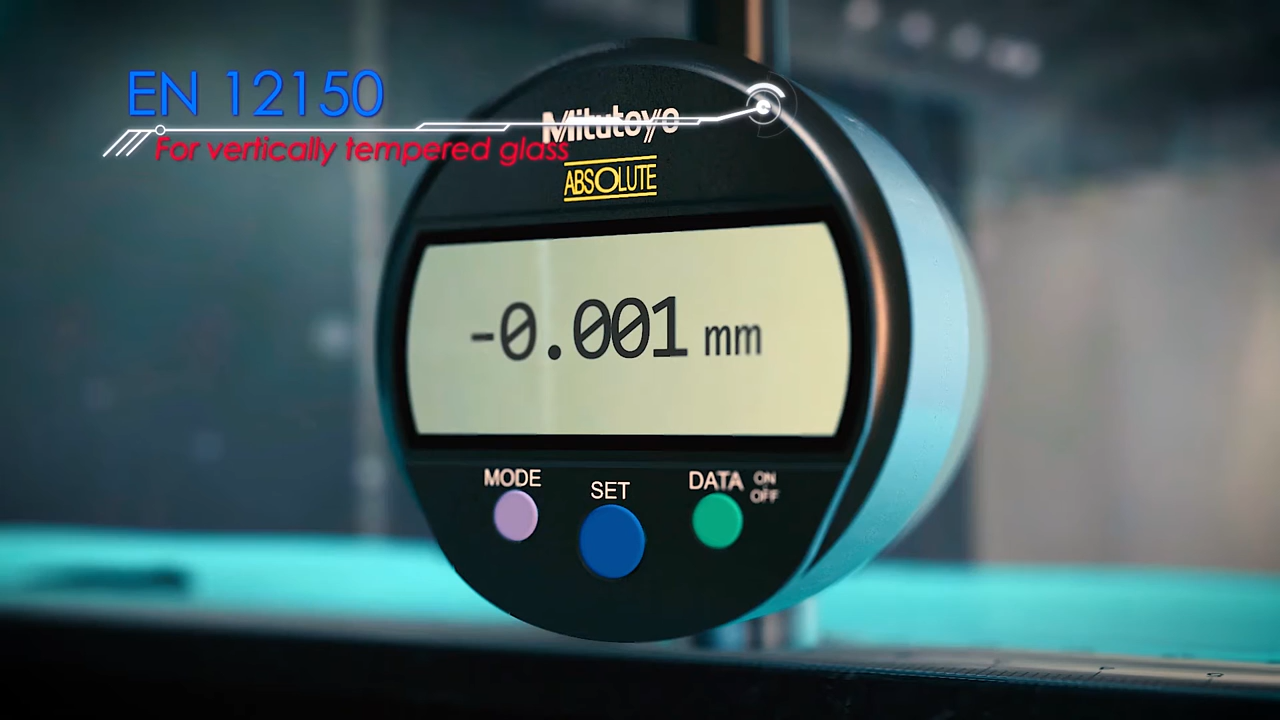 EN 12150
For vertically tempered glass
Mitutoyo
ABSOLUTE
-0.001 mm
MODE
SET
DATA
ON
OFF